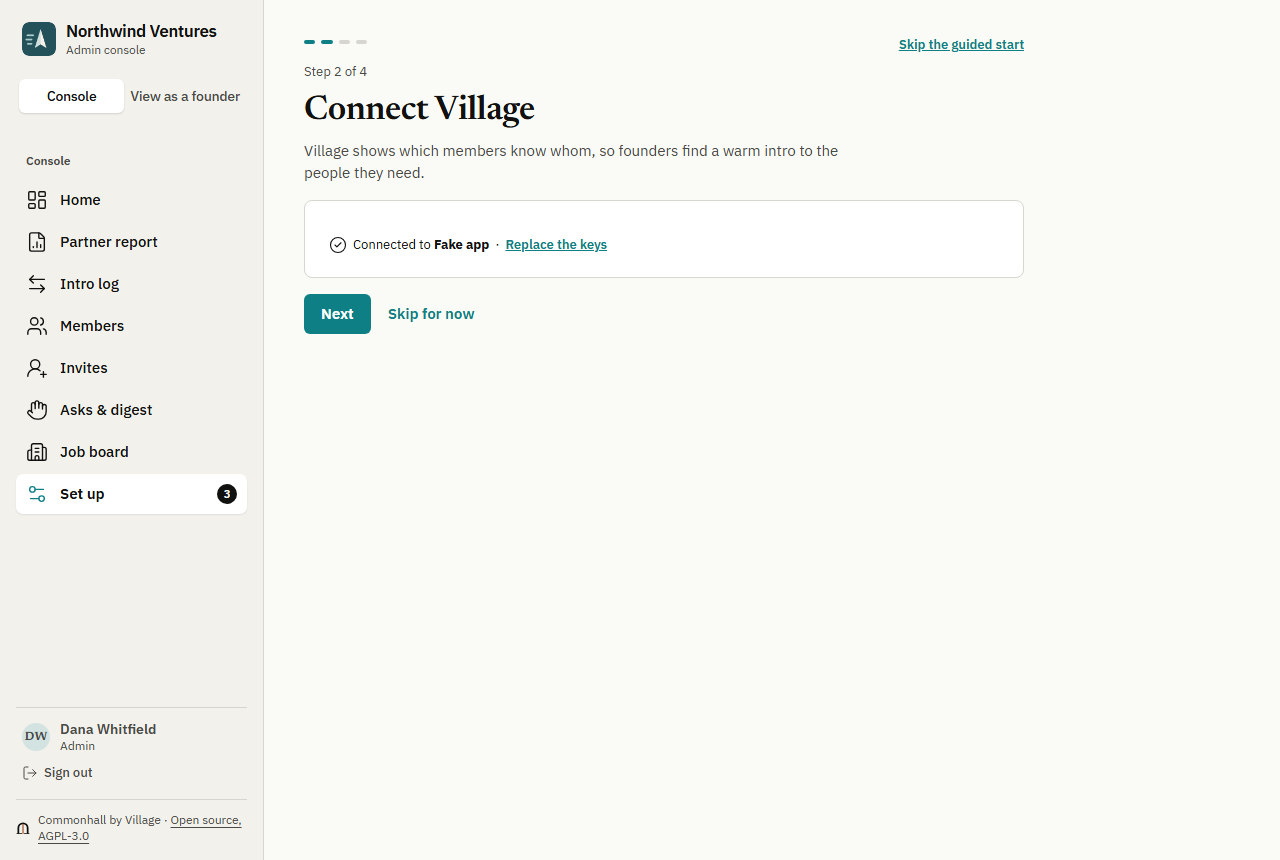 Northwind Ventures
Admin console
Console
View as a founder
Console
Home
Partner report
Intro log
Members
Invites
Asks & digest
Job board
Set up
3
DW
Dana Whitfield
Admin
Sign out
Commonhall by Village · Open source,
AGPL-3.0
Skip the guided start
Step 2 of 4
Connect Village
Village shows which members know whom, so founders find a warm intro to the
people they need.
Connected to Fake app · Replace the keys
Next
Skip for now